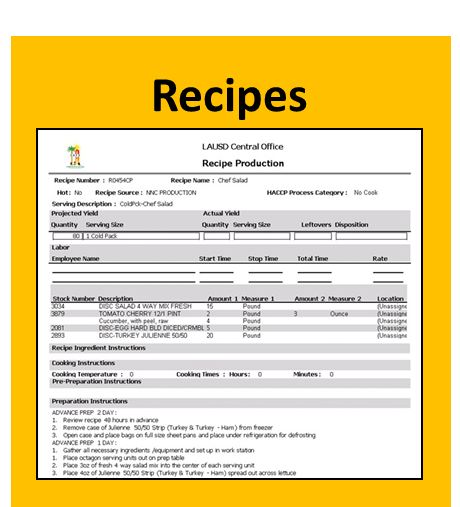 Recipes
LAUSD Central Office
Recipe Production
Recipe Number : R0454CP Recipe Name : Chef Salad
Hot: No Recipe Source : NNC PRODUCTION HACCP Process Category : No Cook
Serving Description : ColdPck-Chef Salad
Projected Yield Actual Yield
Quantity Serving Size Quantity Serving Size Leftovers Disposition
80 1 Cold Pack
Labor
Employee Name Start Time Stop Time Total Time Rate
Stock Number Description Amount 1 Measure 1 Amount 2 Measure 2 Location
3034 DISC SALAD 4 WAY MIX FRESH 15 Pound (Unassigne
3879 TOMATO CHERRY 12/1 PINT 2 Pound 3 Ounce (Unassigne
Cucumber, with peel, raw 4 Pound (Unassigne
2081 DISC-EGG HARD BLD DICED/CRMBL 5 Pound (Unassigne
2893 DISC-TURKEY JULIENNE 50/50 20 Pound (Unassigne
Recipe Ingredient Instructions
Cooking Instructions
Cooking Temperature : 0 Cooking Times : Hours: 0 Minutes: 0
Pre-Preparation Instructions
Preparation Instructions
ADVANCE PREP 2 DAY:
1. Review recipe 48 hours in advance
2. Remove case of Julienne 50/50 Strip (Turkey & Turkey - Ham) from freezer
3. Open case and place bags on full size sheet pans and place under refrigeration for defrosting
ADVANCE PREP 1 DAY:
1. Gather all necessary ingredients /equipment and set up in work station
1. Place octagon serving units out on prep table
2. Place 3oz of fresh 4 way salad mix into the center of each serving unit
3. Place 4oz of Julienne 50/50 Strip (Turkey & Turkey - Ham) spread out across lettuce